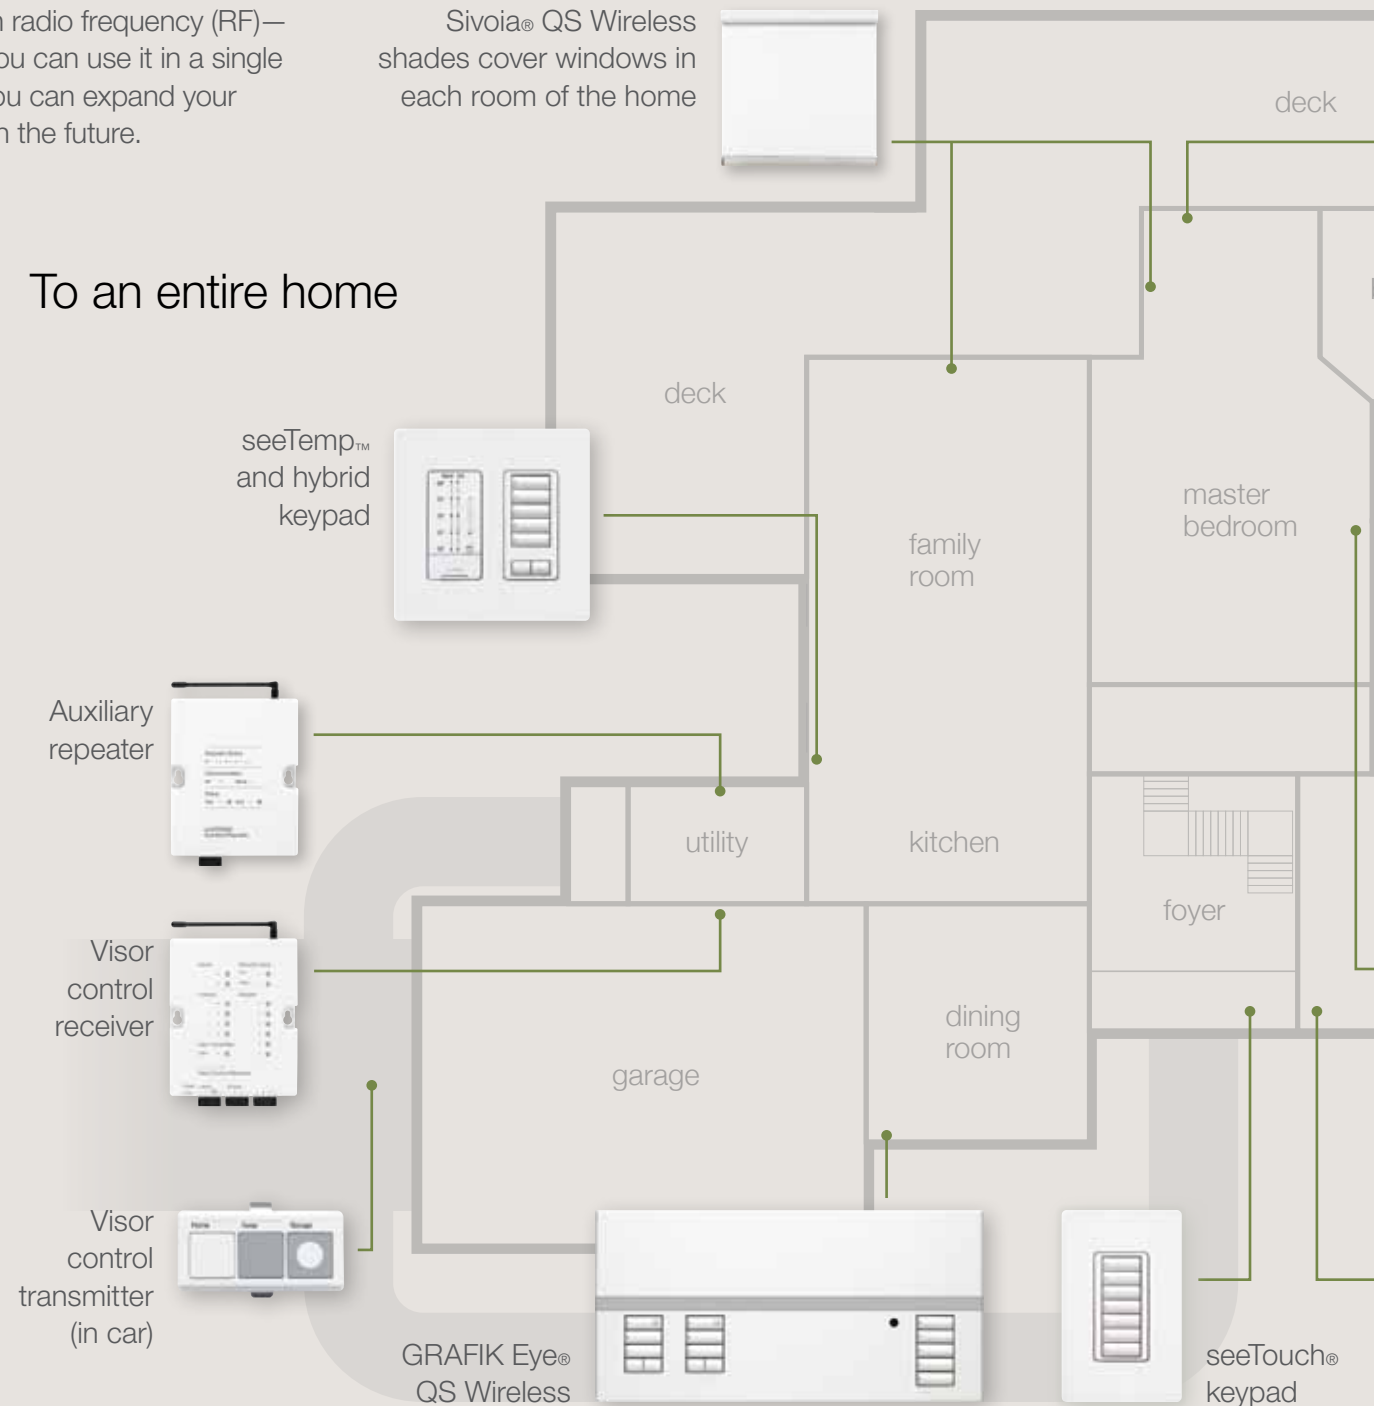 n radio frequency (RF)—
ou can use it in a single
ou can expand your
n the future.
Sivoia® QS Wireless
shades cover windows in
each room of the home
deck
To an entire home
deck
seeTemp™
and hybrid
keypad
master
bedroom
family
room
Auxiliary
repeater
utility
kitchen
foyer
Visor
control
receiver
dining
room
garage
Visor
control
transmitter
(in car)
Home
Garage
GRAFIK Eye®
QS Wireless
seeTouch®
keypad